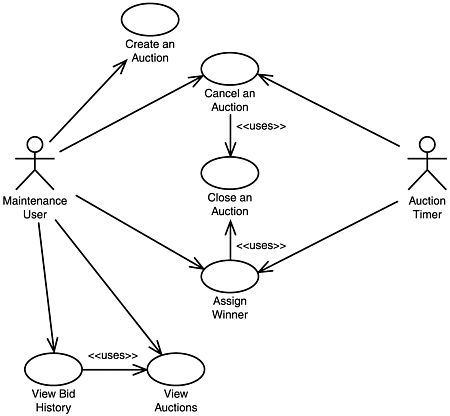 Create an
Auction
Cancel an
Auction
<<uses>>
Maintenance
User
Close an
Auction
Auction
Timer
<<uses>>
Assign
Winner
<<uses>>
View Bid
History
View
Auctions